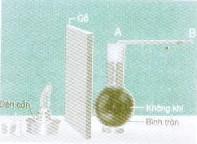 Gỗ
A
B
Đèn cồn
Không khí
Bình tròn